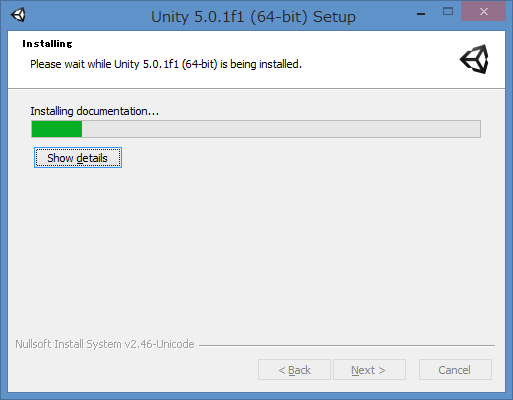 Unity 5.0.1f1 (64-bit) Setup
Installing
Please wait while Unity 5.0.1f1 (64-bit) is being installed.
Installing documentation...
Show details
Nullsoft Install System v2.46-Unicode
< Back
Next >
Cancel